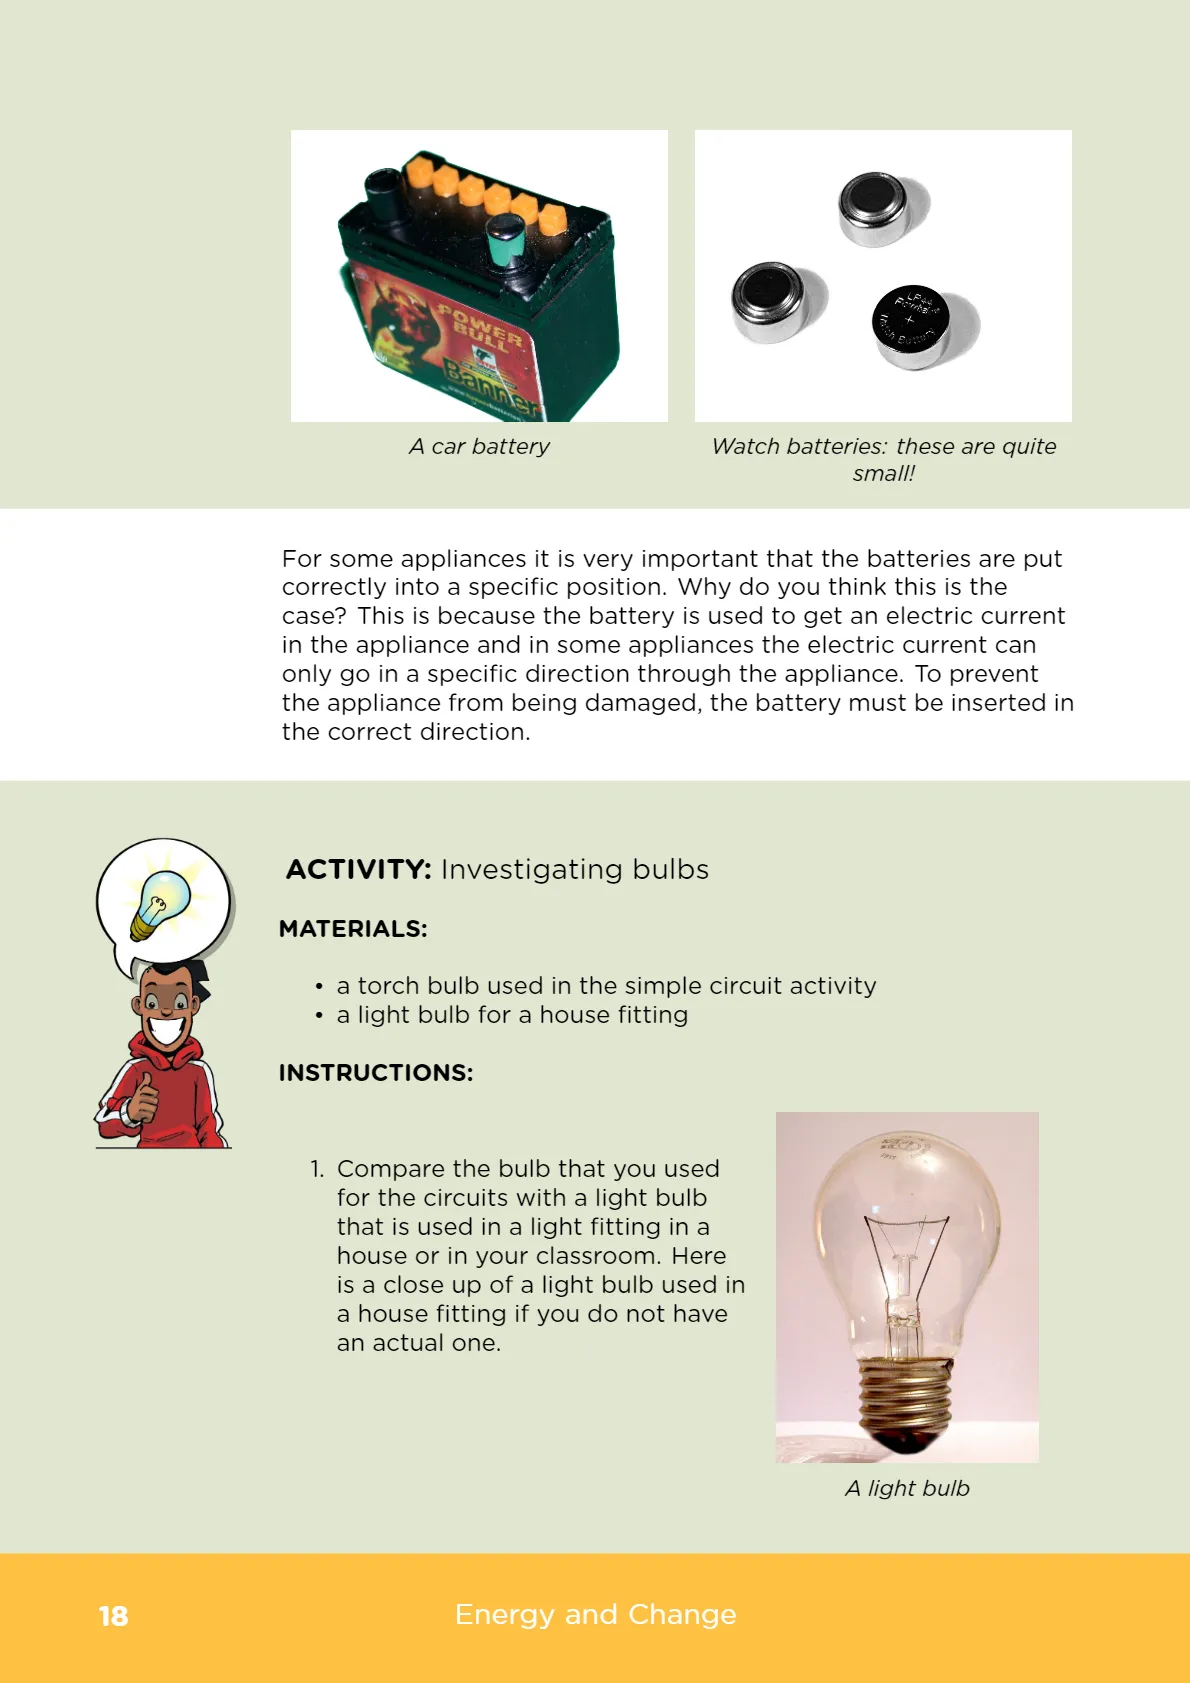 POWER
BULL
Banner
LR44
+
Watch Battery
A car battery
Watch batteries: these are quite
small!
For some appliances it is very important that the batteries are put
correctly into a specific position. Why do you think this is the
case? This is because the battery is used to get an electric current
in the appliance and in some appliances the electric current can
only go in a specific direction through the appliance. To prevent
the appliance from being damaged, the battery must be inserted in
the correct direction.
ACTIVITY: Investigating bulbs
MATERIALS:
• a torch bulb used in the simple circuit activity
• a light bulb for a house fitting
INSTRUCTIONS:
1. Compare the bulb that you used
for the circuits with a light bulb
that is used in a light fitting in a
house or in your classroom. Here
is a close up of a light bulb used in
a house fitting if you do not have
an actual one.
A light bulb
18
Energy and Change